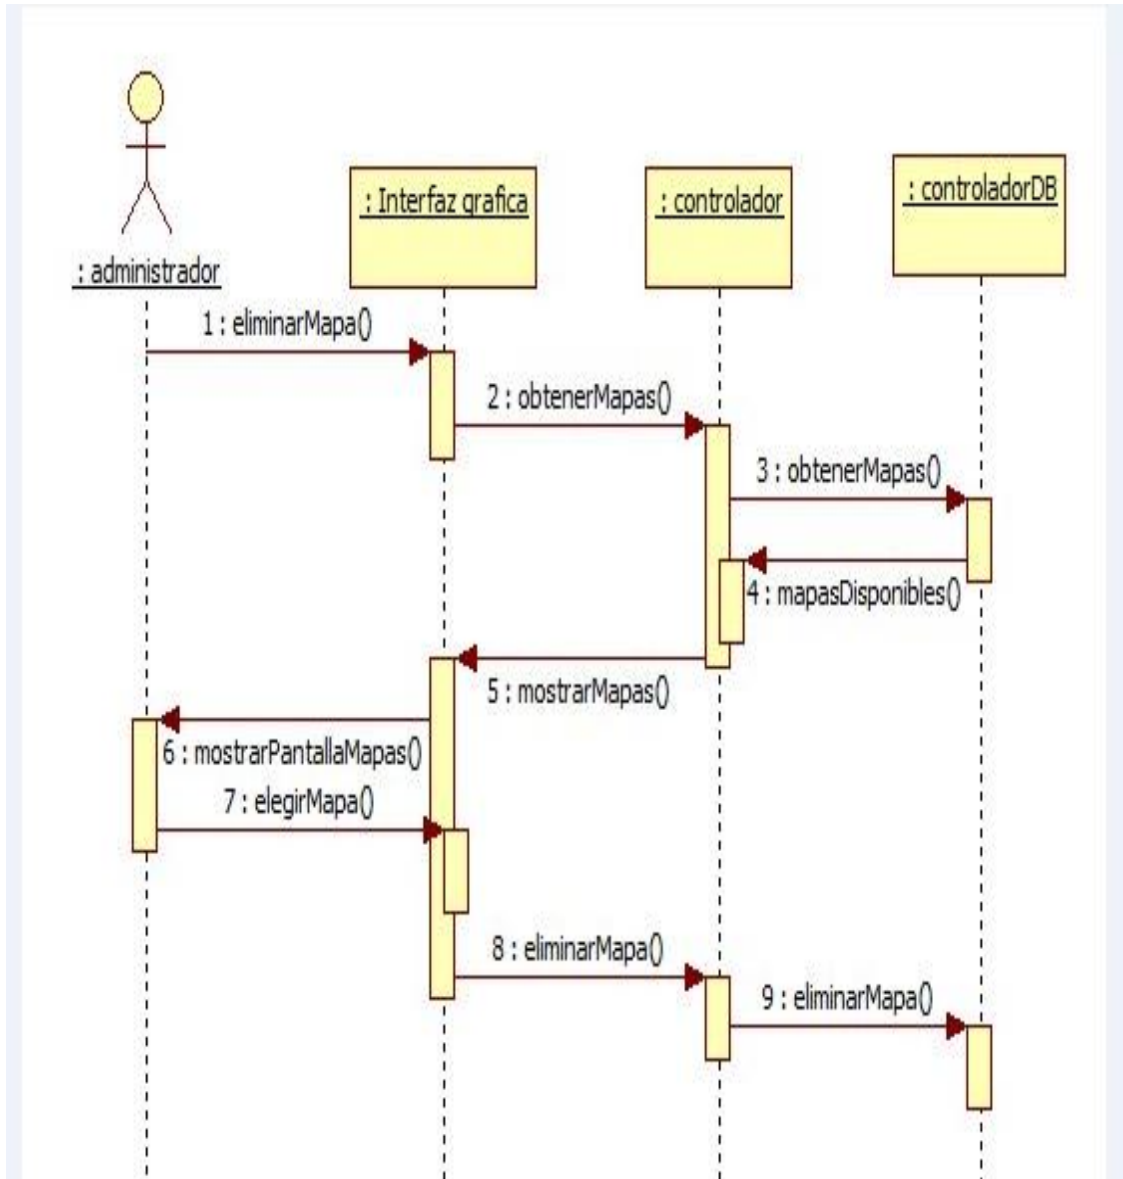 : administrador
: Interfaz grafica
: controlador
: controladorDB
1 : eliminarMapa()
2 : obtenerMapas()
3 : obtenerMapas()
4 : mapasDisponibles()
5 : mostrarMapas()
6 : mostrarPantallaMapas()
7 : elegirMapa()
8 : eliminarMapa()
9 : eliminarMapa()